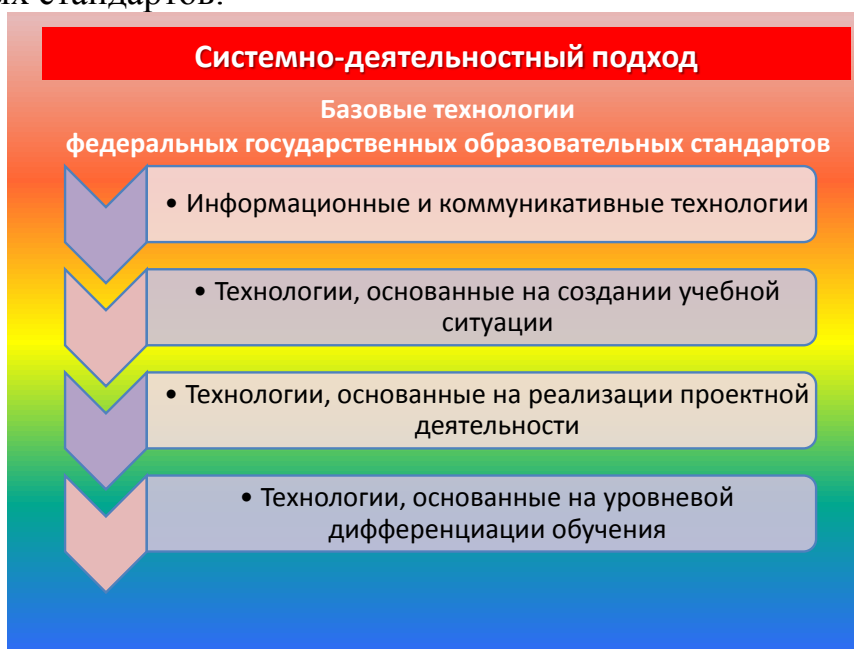 стандартов.
Системно-деятельностный подход
Базовые технологии
федеральных государственных образовательных стандартов
• Информационные и коммуникативные технологии
• Технологии, основанные на создании учебной
ситуации
• Технологии, основанные на реализации проектной
деятельности
• Технологии, основанные на уровневой
дифференциации обучения